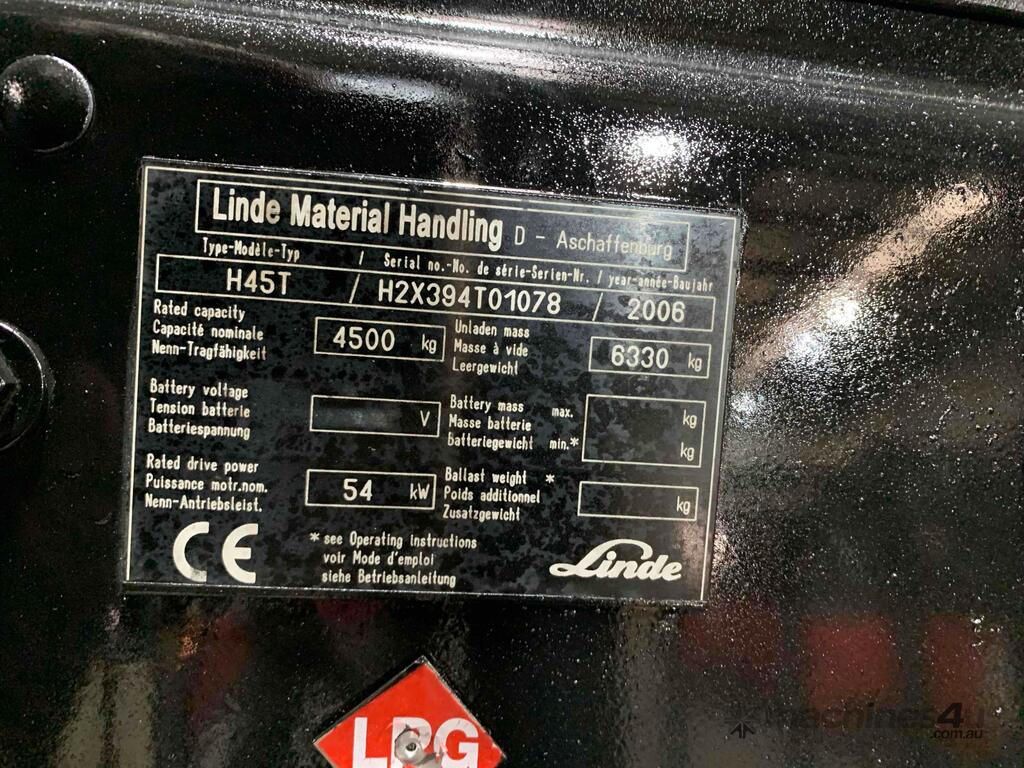 Linde Material Handling D - Aschaffenburg
Type-Modèle-Typ / Serial no.-No. de série-Serien-Nr. / year-année-Baujahr
H45T / H2X394T01078 / 2006
Rated capacity
Capacité nominale
Nenn-Tragfähigkeit
4500 kg
Unladen mass
Masse à vide
Leergewicht
6330 kg
Battery voltage
Tension batterie
Batteriespannung
V
Battery mass max.
Masse batterie
Batteriegewicht min.*
kg
kg
Rated drive power
Puissance motr.nom.
Nenn-Antriebsleist.
54 kW
Ballast weight *
Poids additionnel
Zusatzgewicht
kg
CE
* see Operating instructions
voir Mode d'emploi
siehe Betriebsanleitung
Linde
LPG
machines4u
.com.au